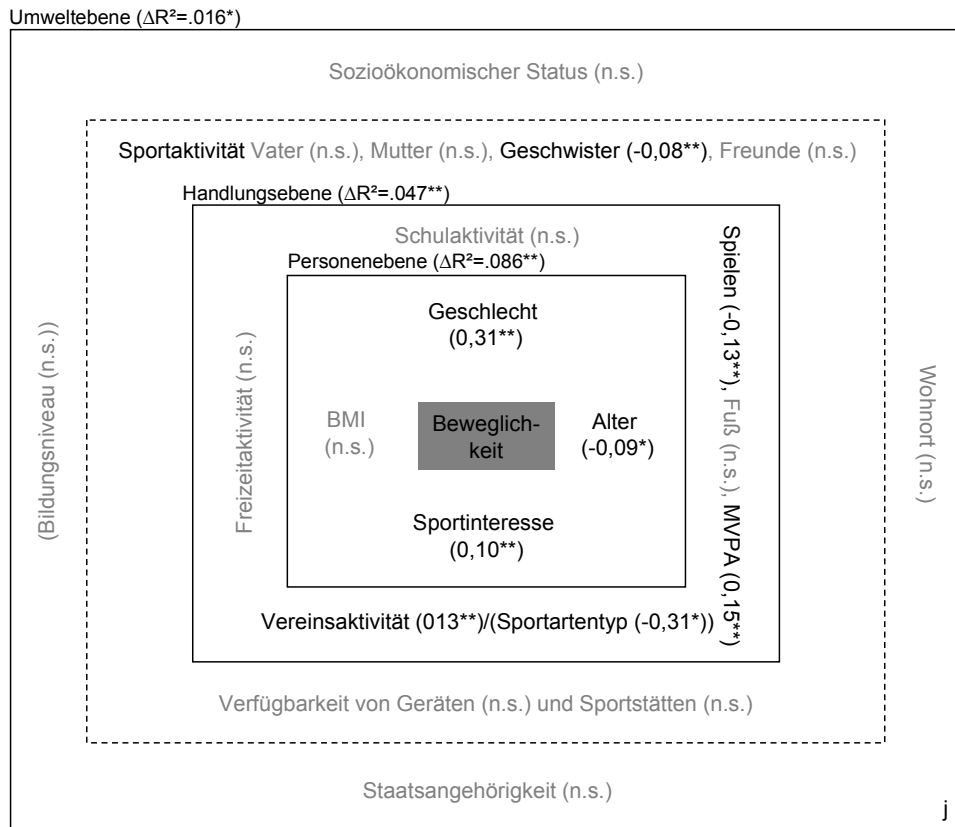 Umweltebene (ΔR²=.016*)
Sozioökonomischer Status (n.s.)
Sportaktivität Vater (n.s.), Mutter (n.s.), Geschwister (-0,08**), Freunde (n.s.)
Handlungsebene (ΔR²=.047**)
Schulaktivität (n.s.)
Personenebene (ΔR²=.086**)
Geschlecht
(0,31**)
(Bildungsniveau (n.s.))
Freizeitaktivität (n.s.)
BMI
(n.s.)
Beweglich-
keit
Alter
(-0,09*)
Spielen (-0,13**), Fuß (n.s.), MVPA (0,15**)
Wohnort (n.s.)
Sportinteresse
(0,10**)
Vereinsaktivität (013**)/(Sportartentyp (-0,31*))
Verfügbarkeit von Geräten (n.s.) und Sportstätten (n.s.)
Staatsangehörigkeit (n.s.)
j